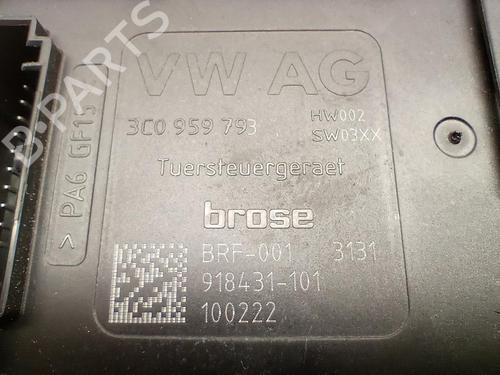 VW AG
3C0 959 793
HW002
SW03XX
Tuersteuergeraet
brose
BRF-001 3131
918431-101
100222
> PA6 GF15
B-PARTS